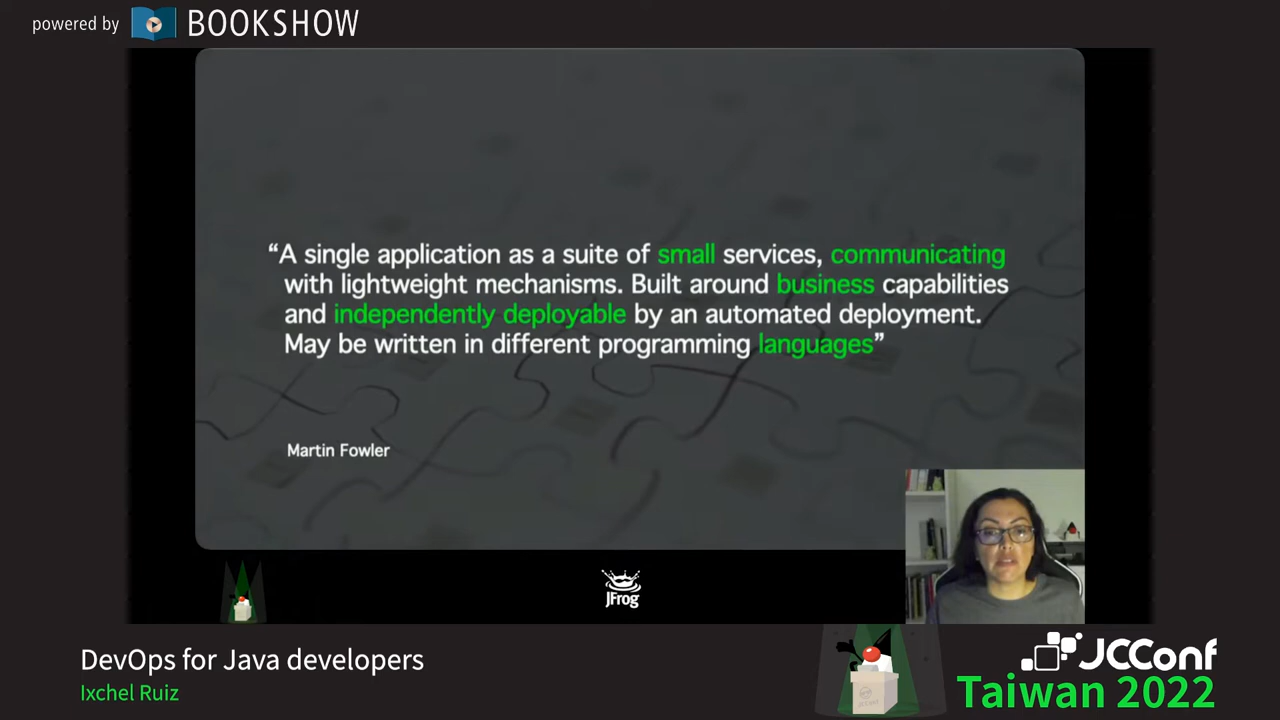 powered by BOOKSHOW
“A single application as a suite of small services, communicating
with lightweight mechanisms. Built around business capabilities
and independently deployable by an automated deployment.
May be written in different programming languages”
Martin Fowler
JFrog
DevOps for Java developers
Ixchel Ruiz
JCConf
Taiwan 2022